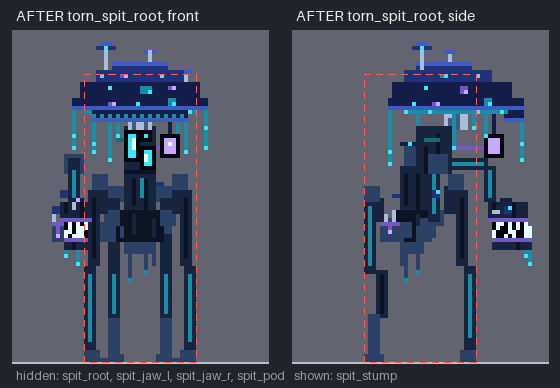 AFTER torn_spit_root, front
AFTER torn_spit_root, side
hidden: spit_root, spit_jaw_l, spit_jaw_r, spit_pod shown: spit_stump